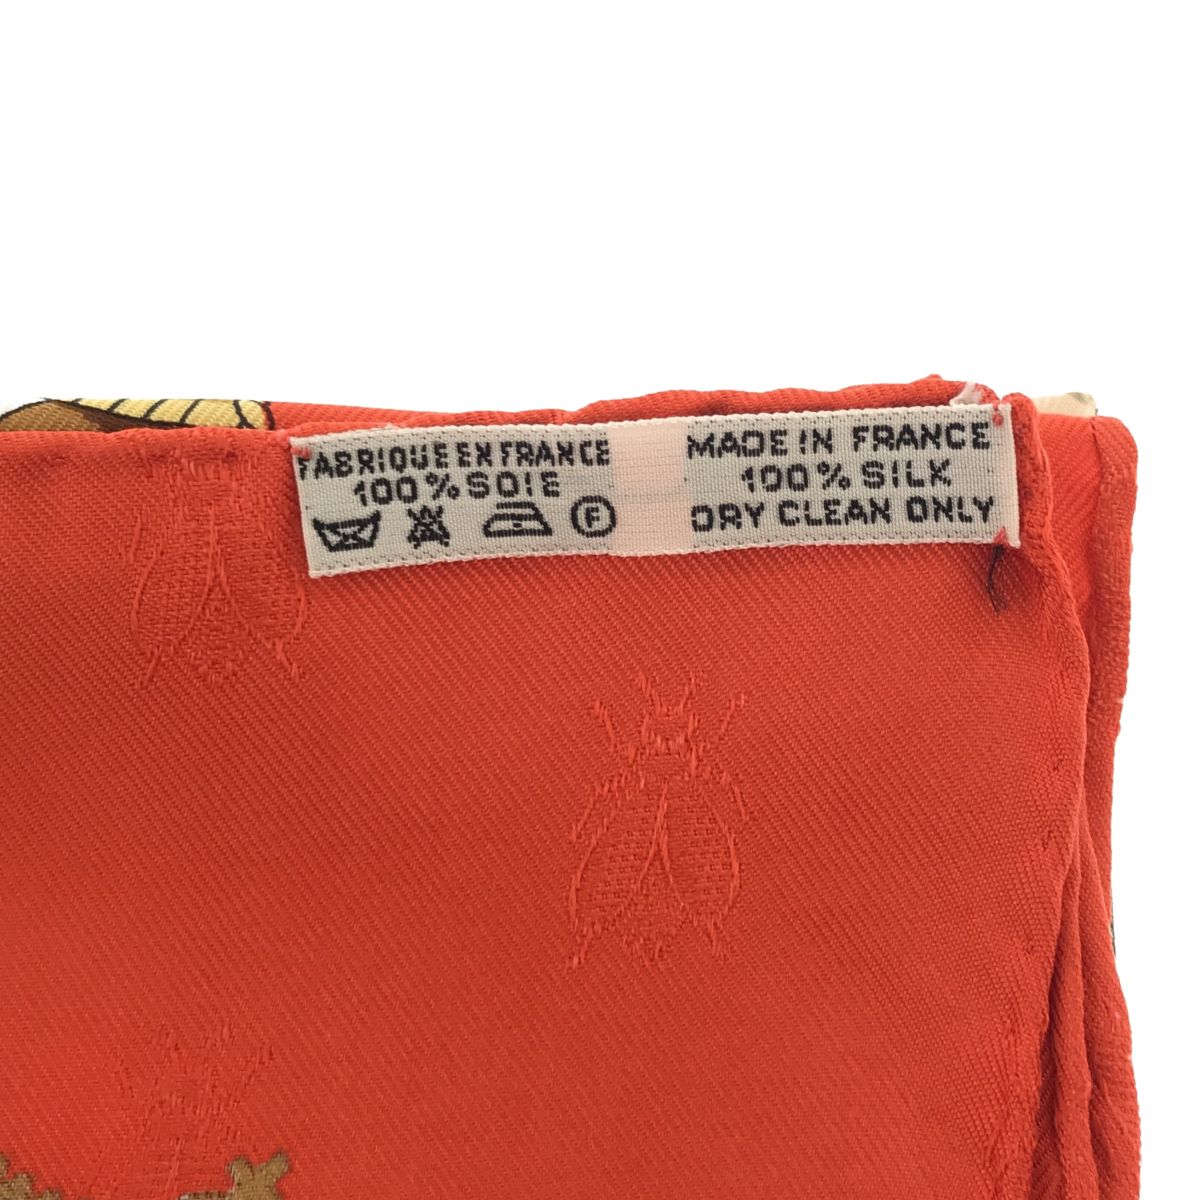 FABRIQUE EN FRANCE
100% SOIE
F
MADE IN FRANCE
100% SILK
DRY CLEAN ONLY